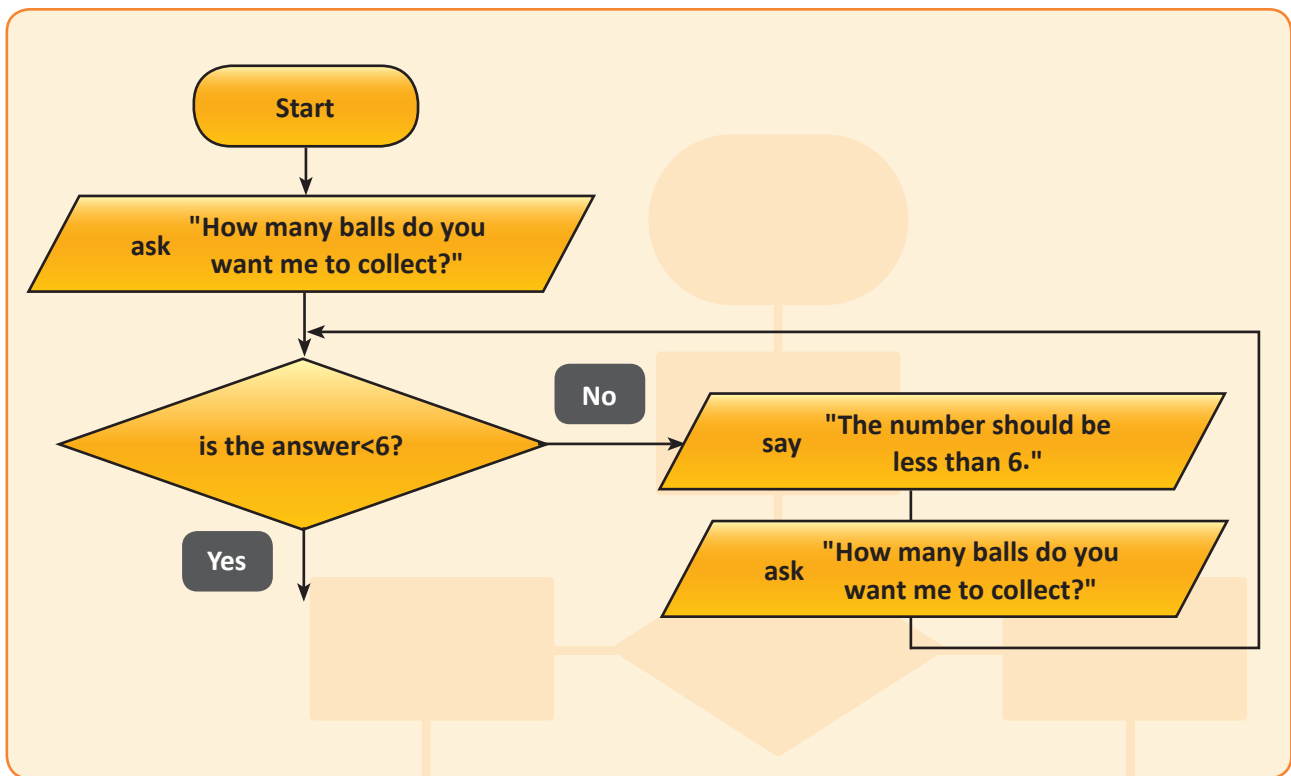 Start
ask "How many balls do you
want me to collect?"
is the answer<6?
No
say "The number should be
less than 6."
Yes
ask "How many balls do you
want me to collect?"